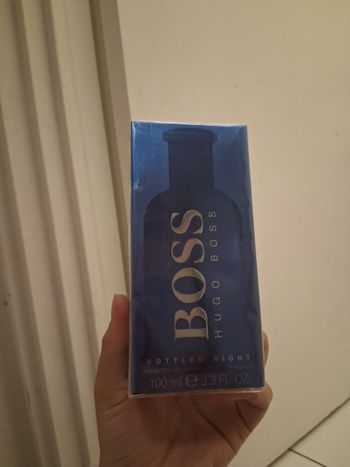 BOSS
HUGO BOSS
BOTTLED NIGHT
100 ml ℮ 3.3 FL. OZ.